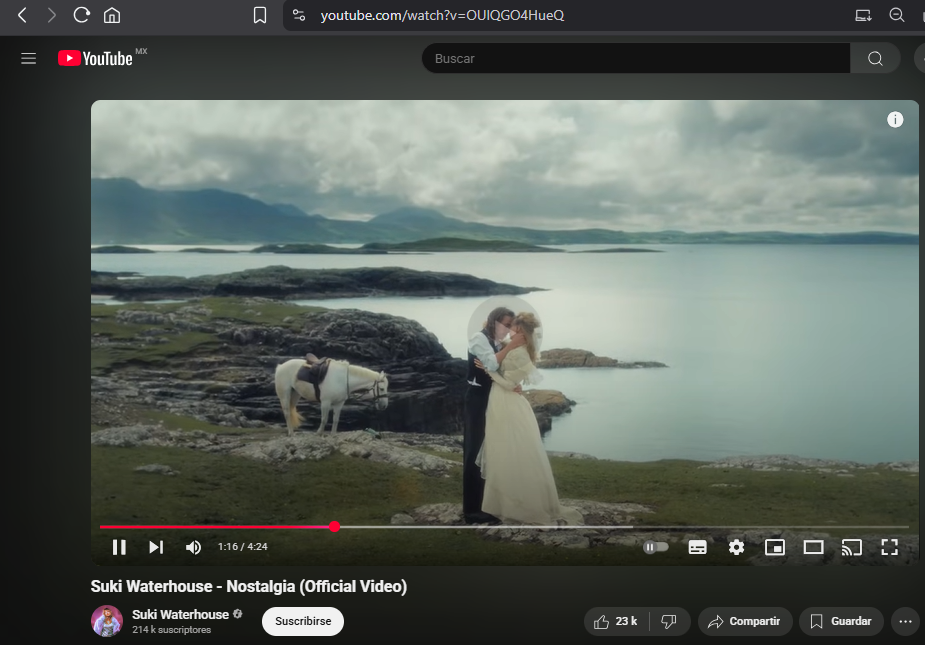 youtube.com/watch?v=OUIQGO4HueQ
YouTube MX
Buscar
1:16 / 4:24
Suki Waterhouse - Nostalgia (Official Video)
Suki Waterhouse
214 k suscriptores
Suscribirse
23 k
Compartir
Guardar